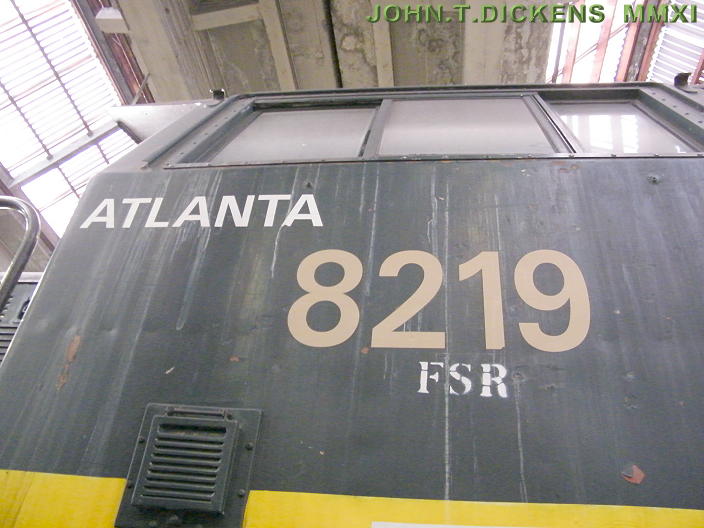 JOHN.T.DICKENS MMXI
ATLANTA
8219
FSR